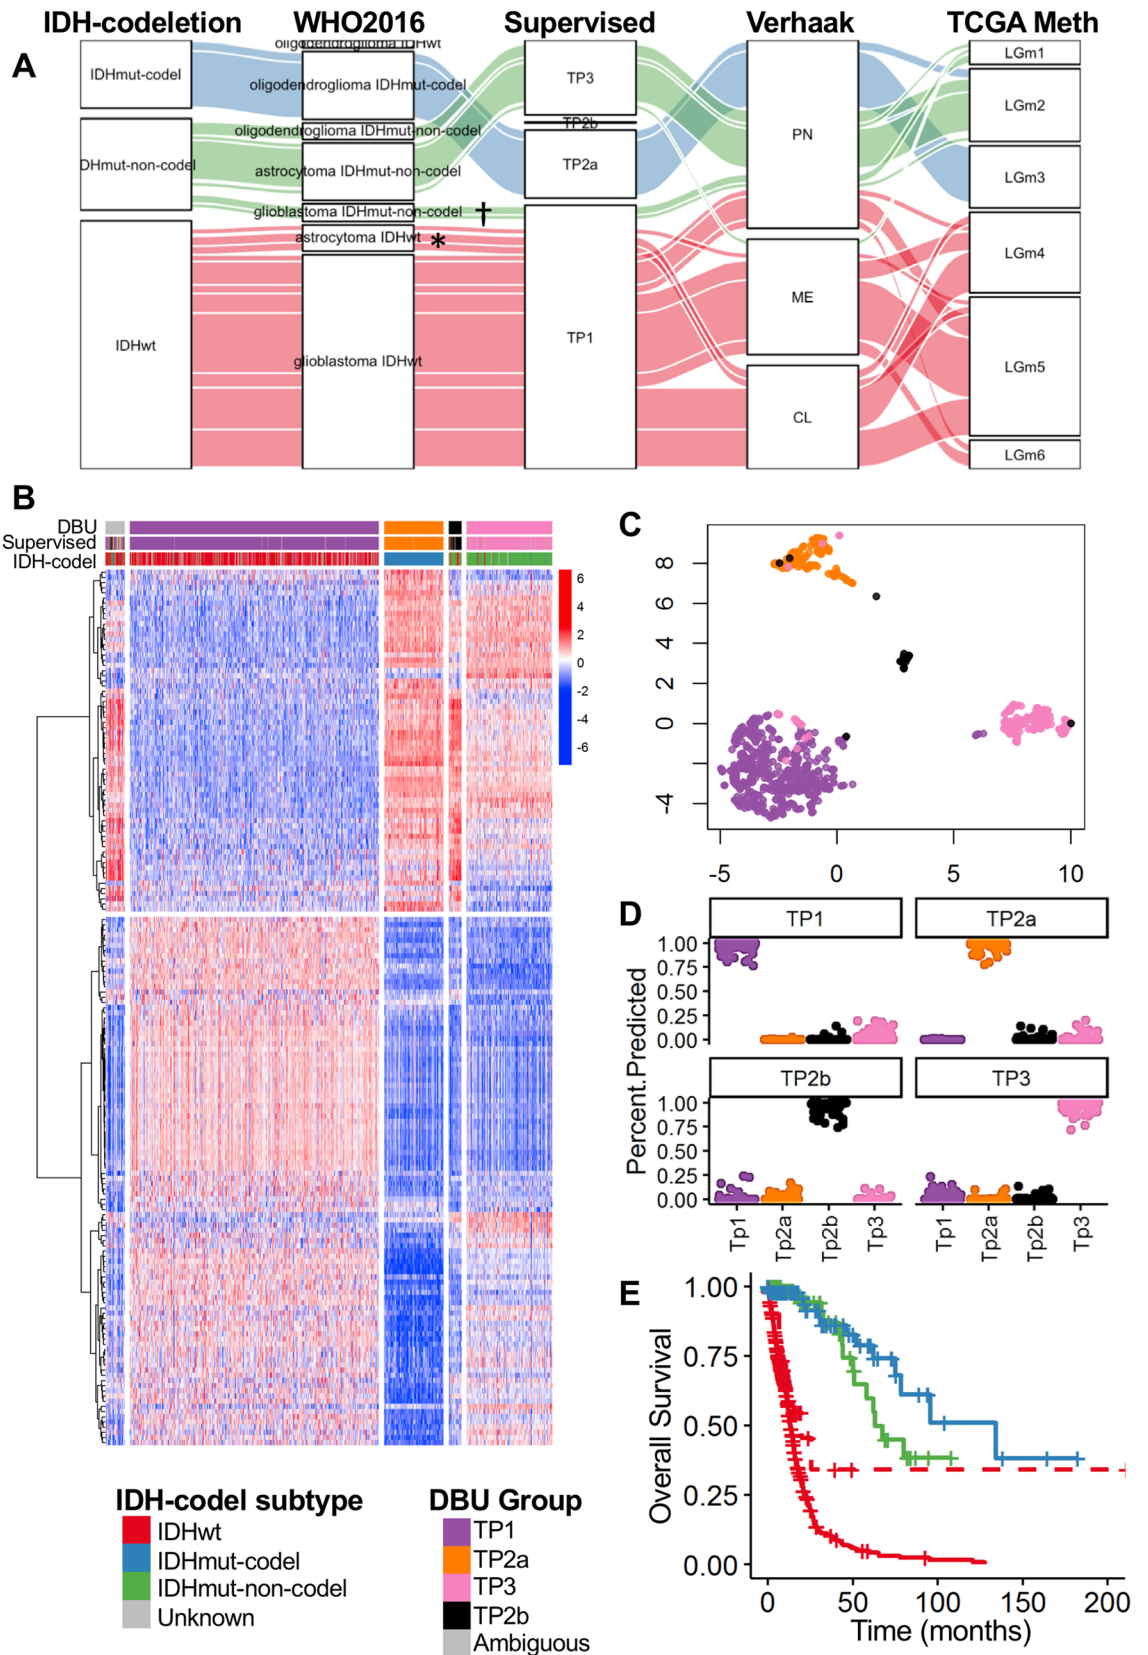 IDH-codeletion WHO2016 Supervised Verhaak TCGA Meth
A
IDHmut-codel
DHmut-non-codel
IDHwt
oligodendroglioma IDHwt
oligodendroglioma IDHmut-codel
oligodendroglioma IDHmut-non-codel
astrocytoma IDHmut-non-codel
glioblastoma IDHmut-non-codel †
astrocytoma IDHwt *
glioblastoma IDHwt
TP3
TP2b
TP2a
TP1
PN
ME
CL
LGm1
LGm2
LGm3
LGm4
LGm5
LGm6
B
DBU
Supervised
IDH-codel
6
4
2
0
-2
-4
-6
C
8
6
4
2
0
-4
-5 0 5 10
D
TP1 TP2a
1.00
0.75
0.50
0.25
0.00
TP2b TP3
1.00
0.75
0.50
0.25
0.00
Percent.Predicted
Tp1 Tp2a Tp2b Tp3 Tp1 Tp2a Tp2b Tp3
E
1.00
0.75
0.50
0.25
0.00
Overall Survival
0 50 100 150 200
Time (months)
IDH-codel subtype
IDHwt
IDHmut-codel
IDHmut-non-codel
Unknown
DBU Group
TP1
TP2a
TP3
TP2b
Ambiguous